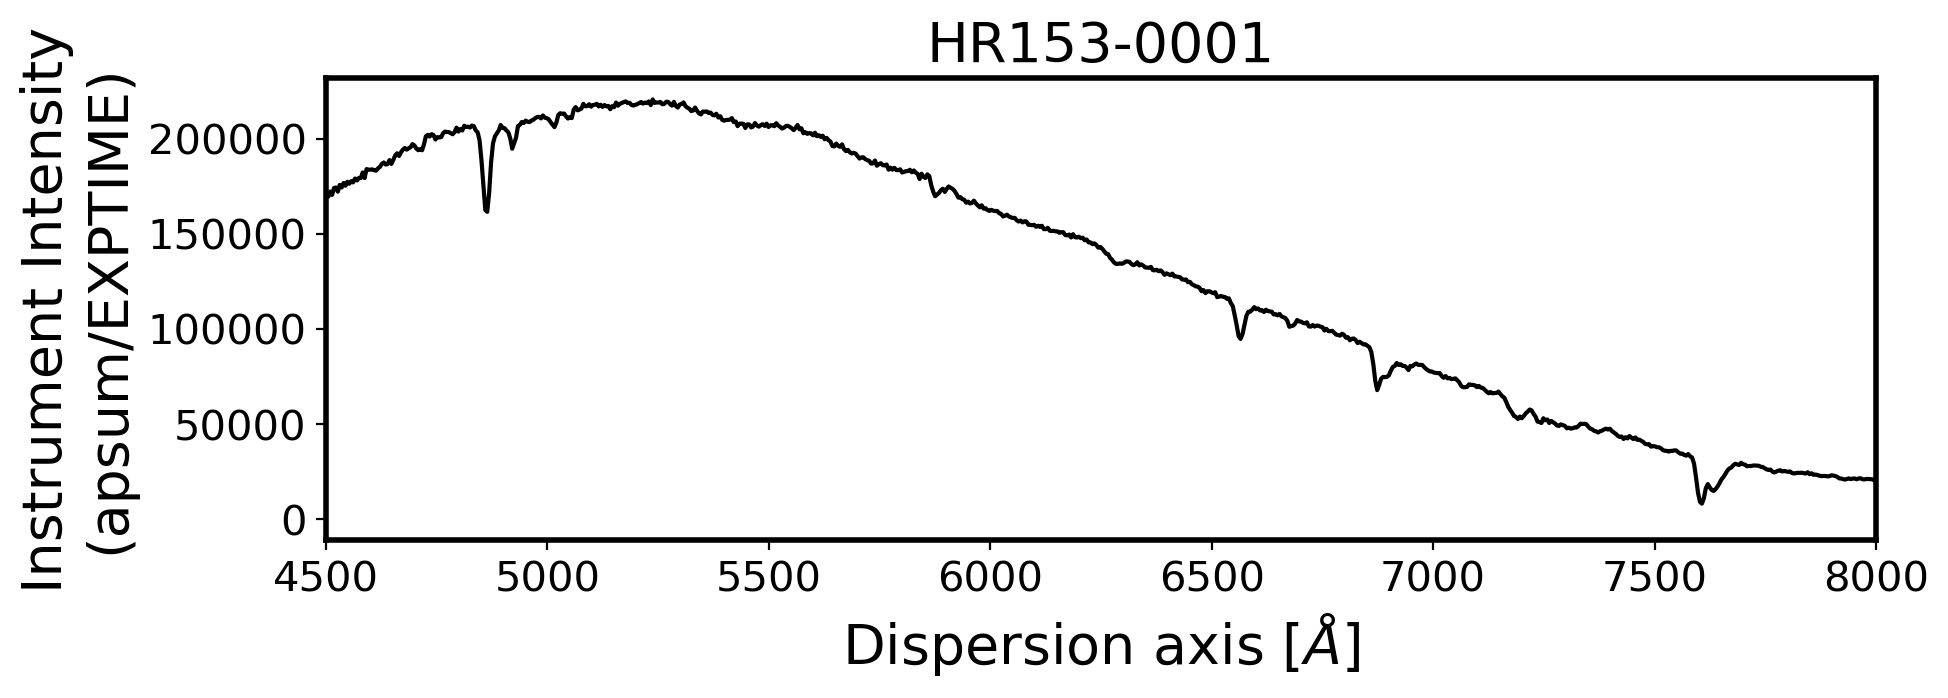 HR153-0001
Instrument Intensity
(apsum/EXPTIME)
200000
150000
100000
50000
0
4500 5000 5500 6000 6500 7000 7500 8000
Dispersion axis [Å]